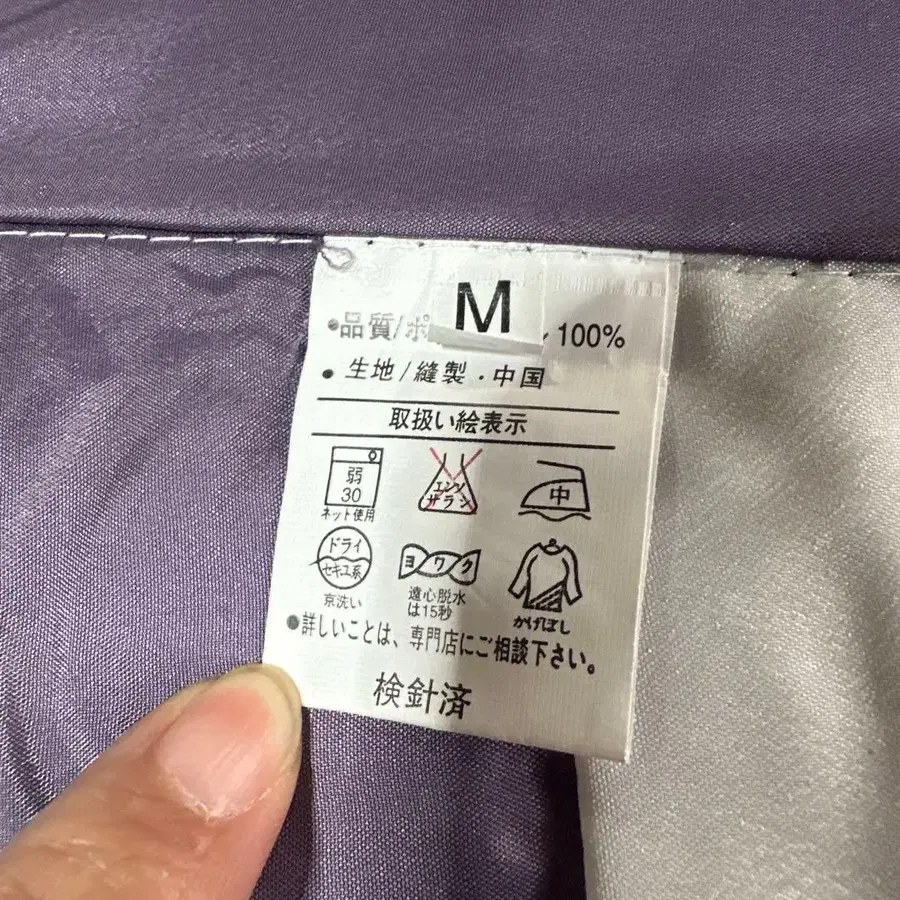 M
•品質/ポ 100%
• 生地/縫製・中国
取扱い絵表示
弱
30
ネット使用
エンソ
サラシ
中
ドライ
セキユ系
京洗い
ヨワク
遠心脱水
は15秒
かげぼし
•詳しいことは、専門店にご相談下さい。
検針済